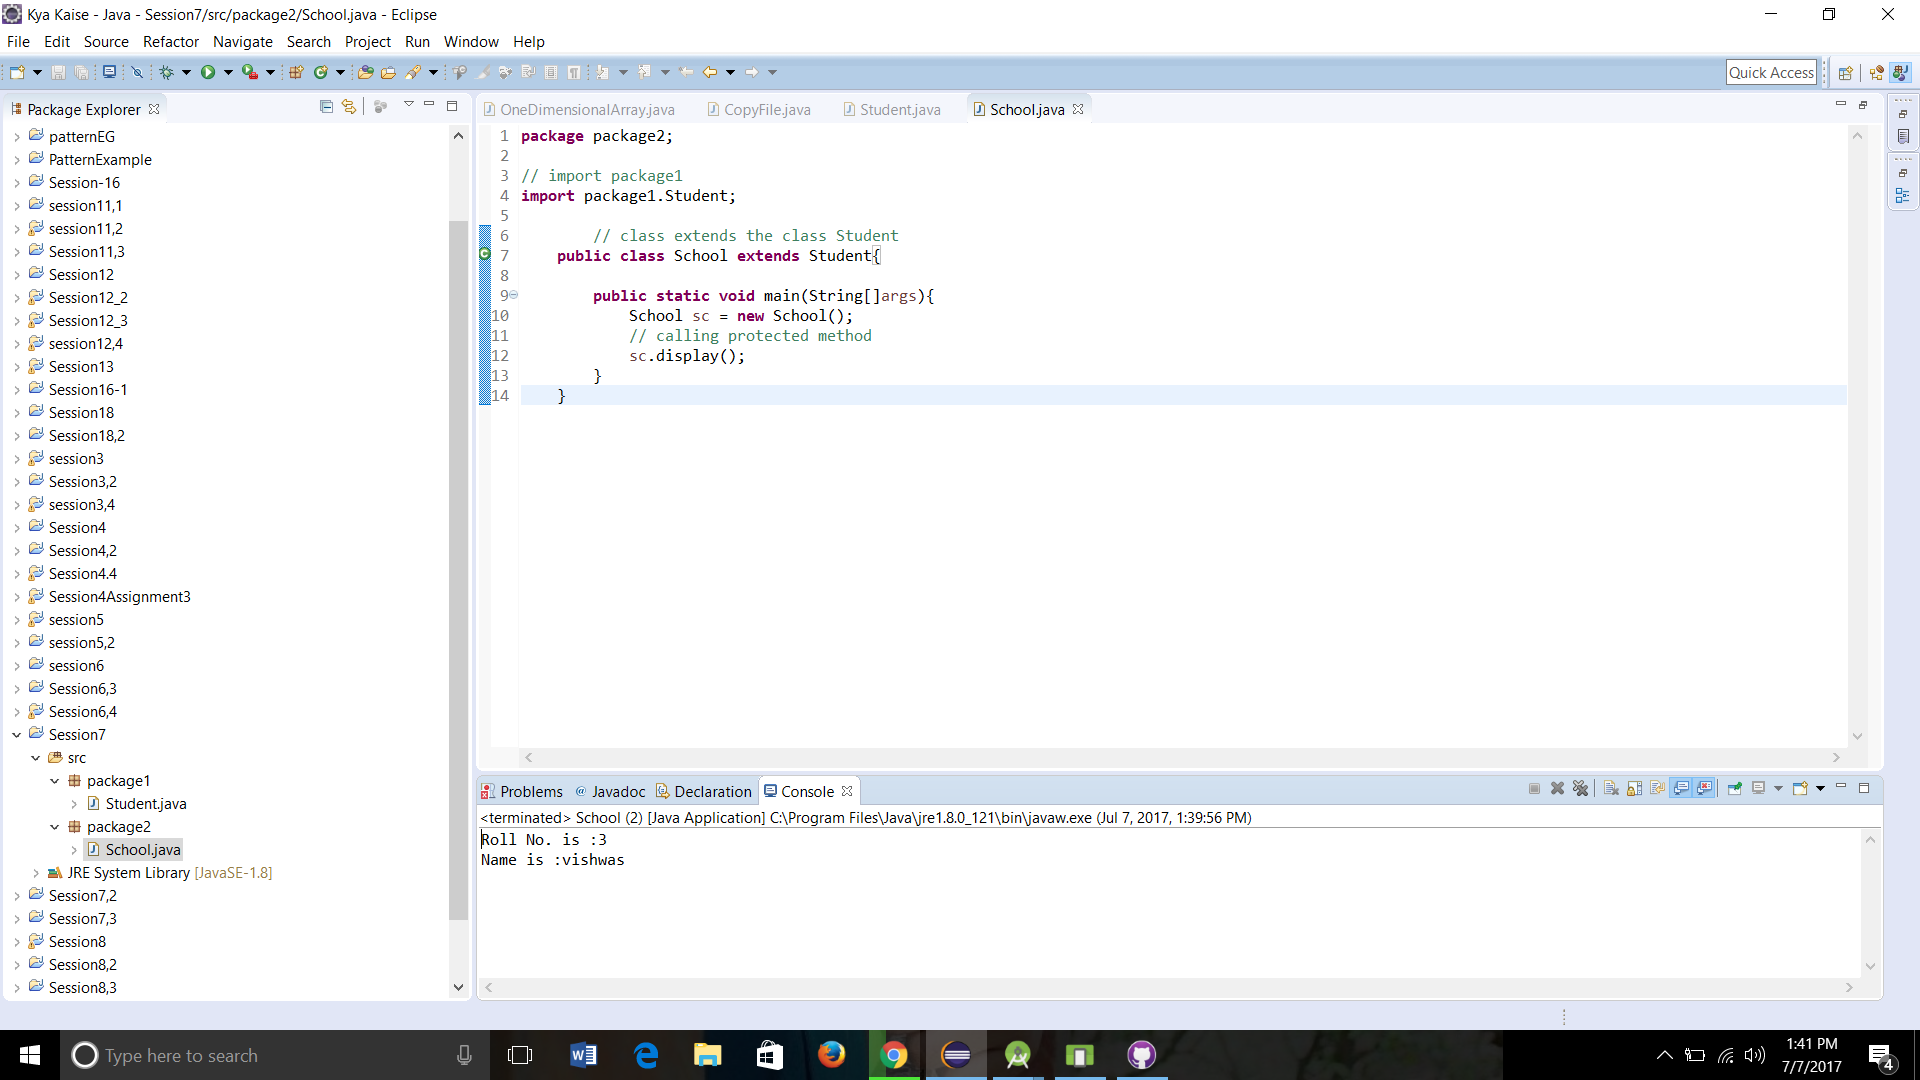 Kya Kaise - Java - Session7/src/package2/School.java - Eclipse
File Edit Source Refactor Navigate Search Project Run Window Help
Quick Access
Package Explorer
patternEG
PatternExample
Session-16
session11,1
session11,2
Session11,3
Session12
Session12_2
Session12_3
session12,4
Session13
Session16-1
Session18
Session18,2
session3
Session3,2
session3,4
Session4
Session4,2
Session4.4
Session4Assignment3
session5
session5,2
session6
Session6,3
Session6,4
Session7
src
package1
Student.java
package2
School.java
JRE System Library [JavaSE-1.8]
Session7,2
Session7,3
Session8
Session8,2
Session8,3
OneDimensionalArray.java CopyFile.java Student.java School.java
1 package package2;
2
3 // import package1
4 import package1.Student;
5
6 // class extends the class Student
7 public class School extends Student{
8
9 public static void main(String[]args){
10 School sc = new School();
11 // calling protected method
12 sc.display();
13 }
14 }
Problems @ Javadoc Declaration Console
<terminated> School (2) [Java Application] C:\Program Files\Java\jre1.8.0_121\bin\javaw.exe (Jul 7, 2017, 1:39:56 PM)
Roll No. is :3
Name is :vishwas
Type here to search
1:41 PM
7/7/2017
4